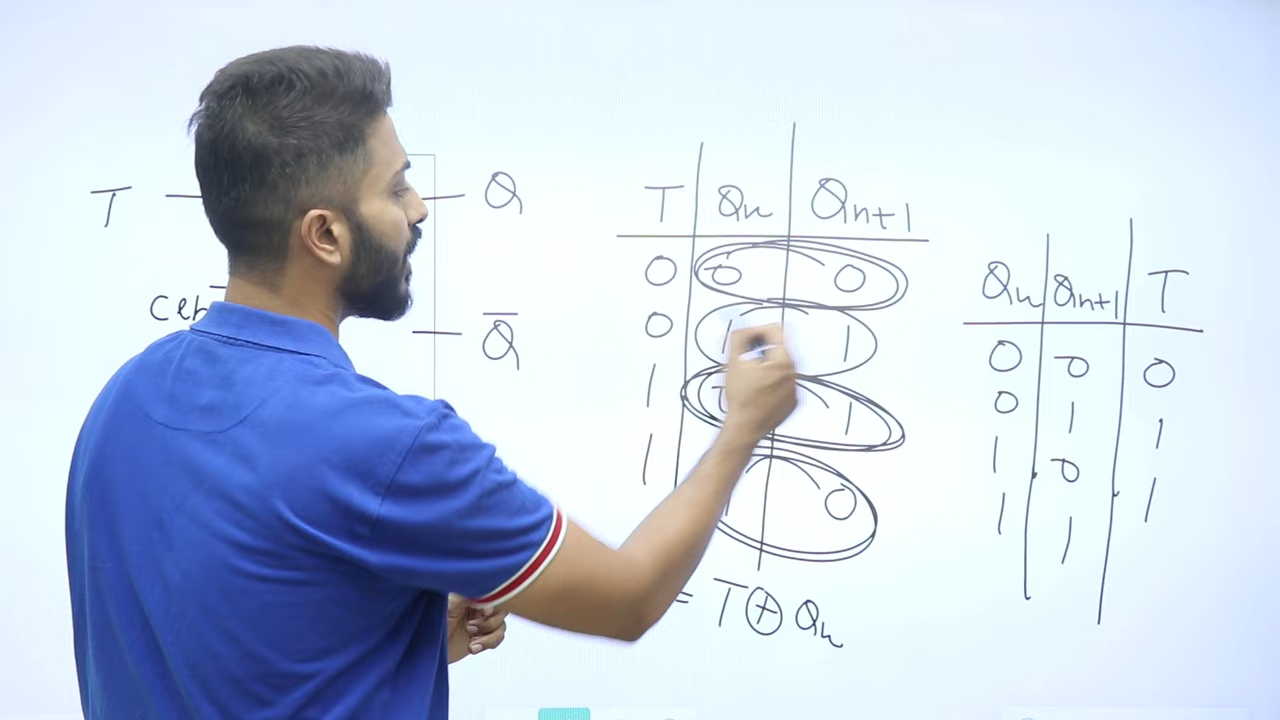 T Q
Q̅
T Qn Qn+1
0 0 0
0 1 1
1 1
1 0
= T ⊕ Qn
Qn Qn+1 T
0 0 0
0 1 1
1 0 1
1 1